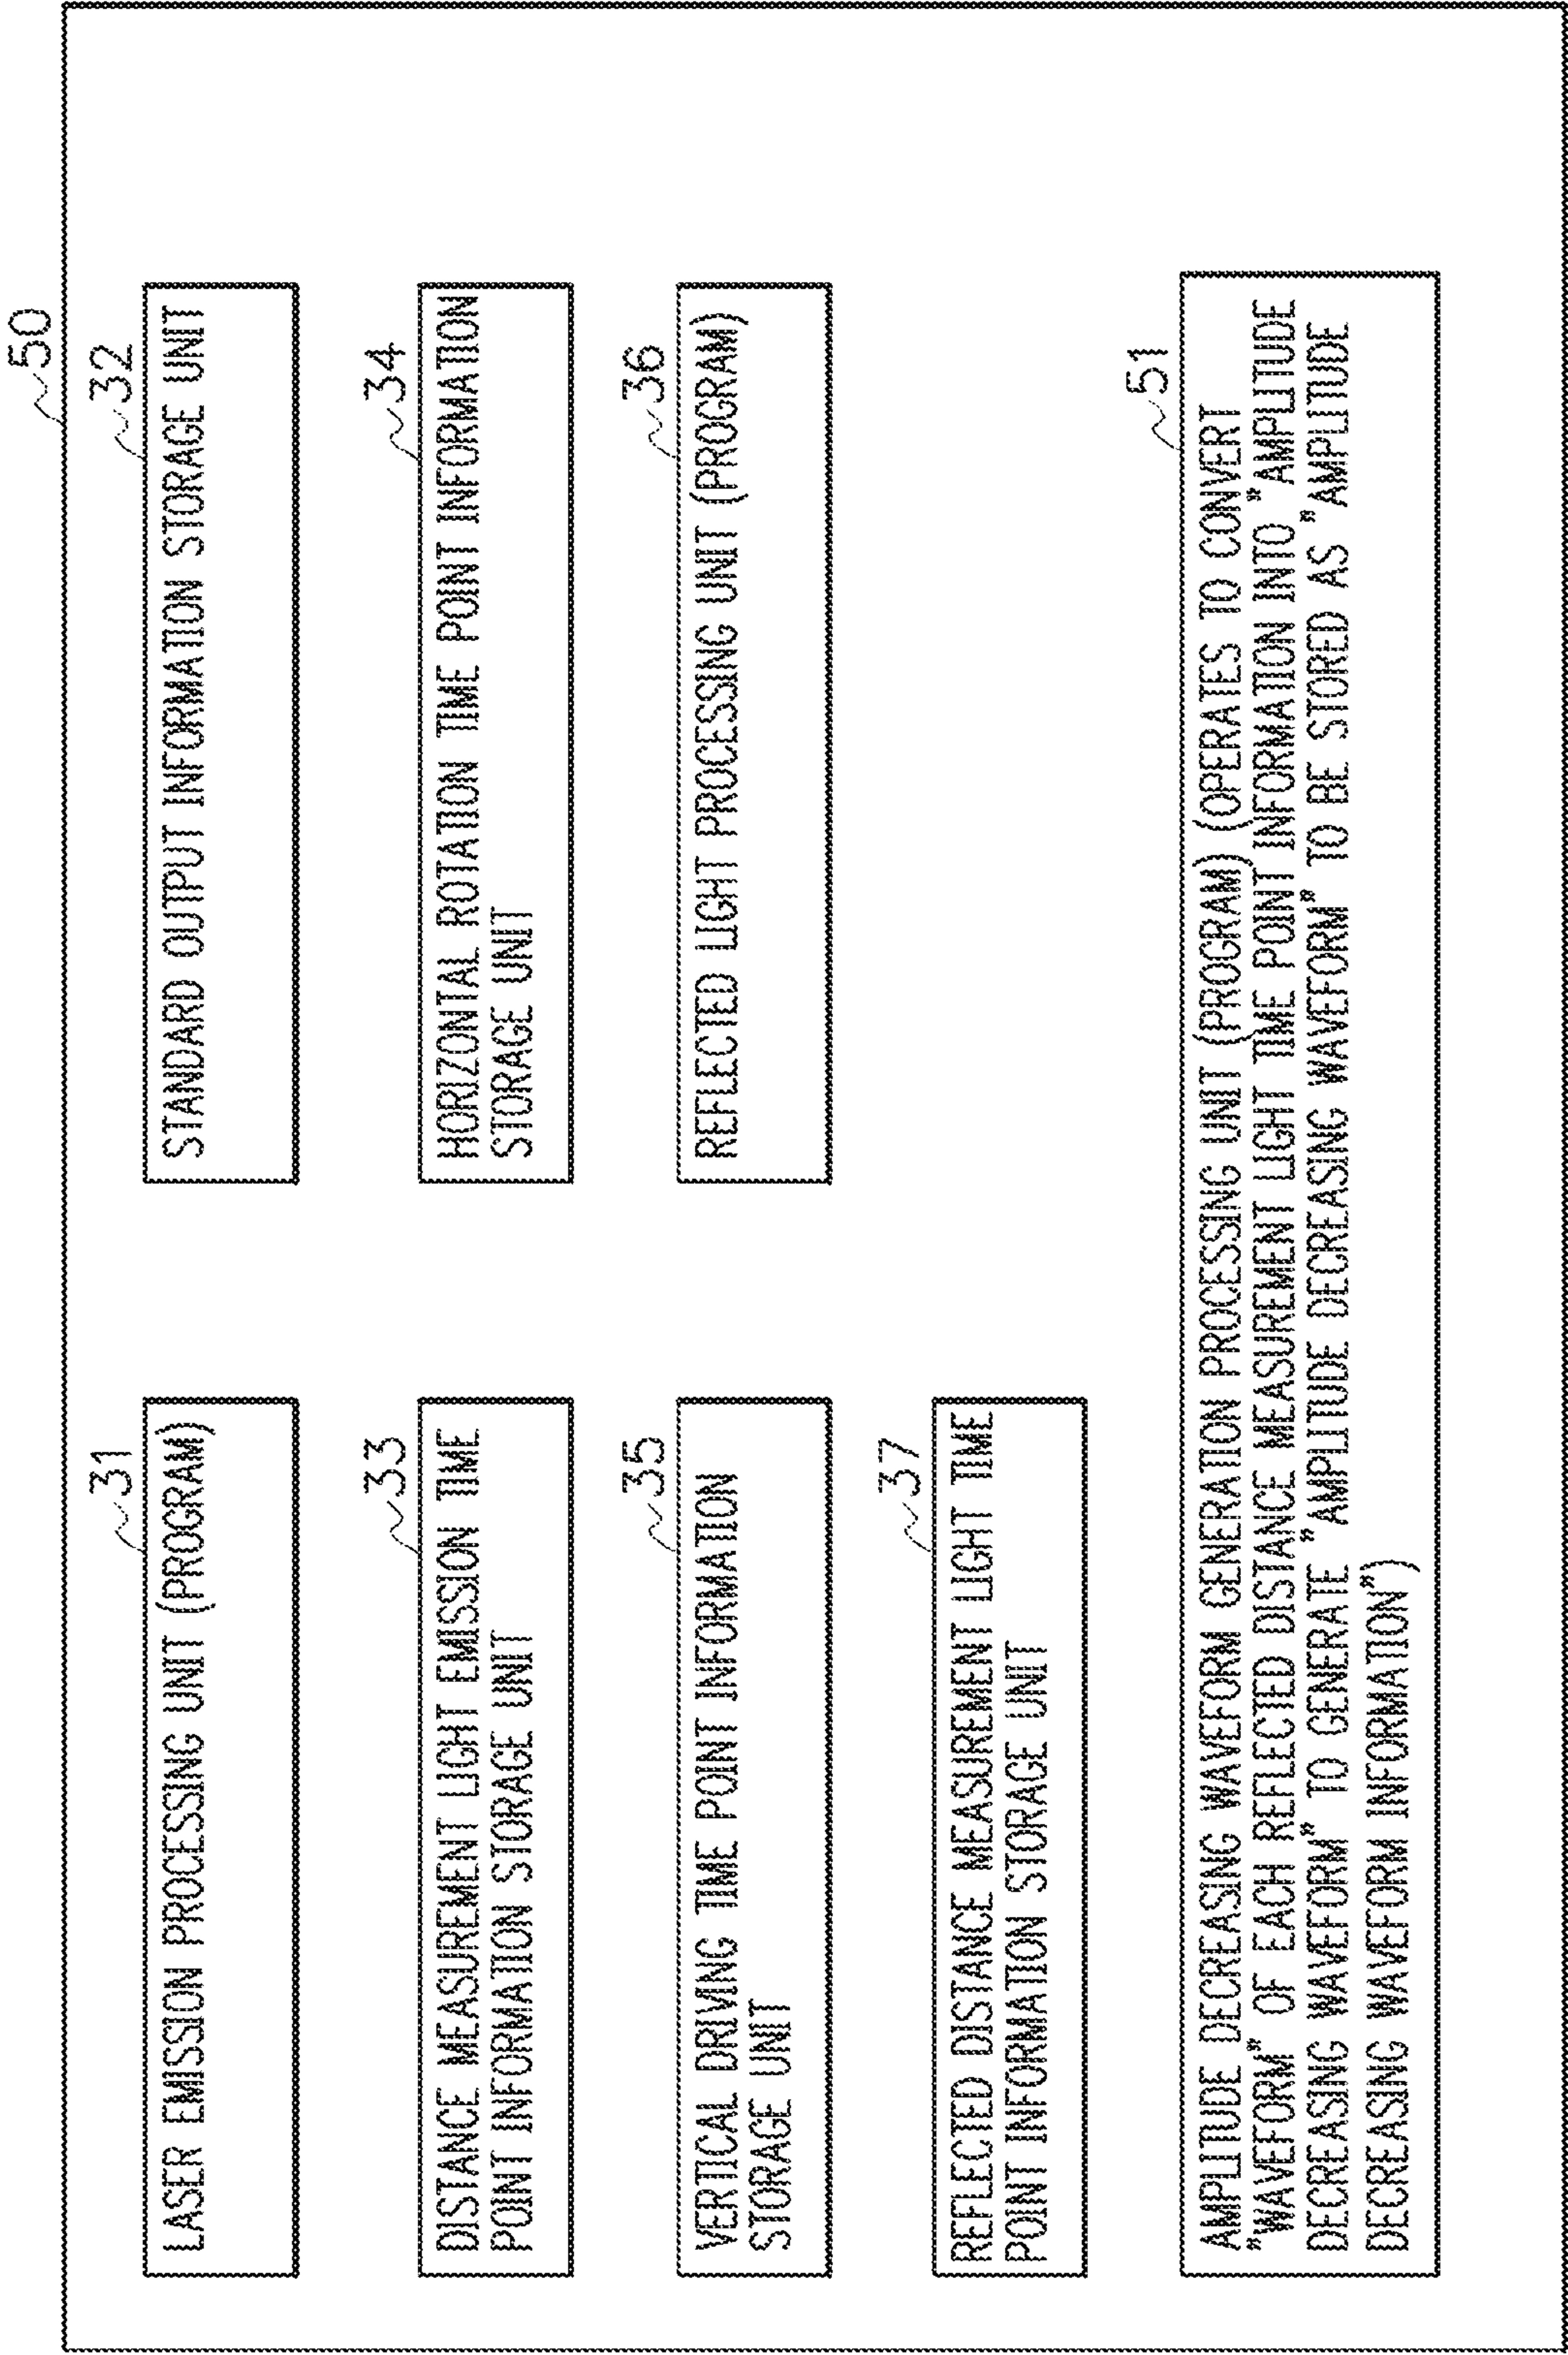 50
31
LASER EMISSION PROCESSING UNIT (PROGRAM)
32
STANDARD OUTPUT INFORMATION STORAGE UNIT
33
DISTANCE MEASUREMENT LIGHT EMISSION TIME
POINT INFORMATION STORAGE UNIT
34
HORIZONTAL ROTATION TIME POINT INFORMATION
STORAGE UNIT
35
VERTICAL DRIVING TIME POINT INFORMATION
STORAGE UNIT
36
REFLECTED LIGHT PROCESSING UNIT (PROGRAM)
37
REFLECTED DISTANCE MEASUREMENT LIGHT TIME
POINT INFORMATION STORAGE UNIT
51
AMPLITUDE DECREASING WAVEFORM GENERATION PROCESSING UNIT (PROGRAM) (OPERATES TO CONVERT
"WAVEFORM" OF EACH REFLECTED DISTANCE MEASUREMENT LIGHT TIME POINT INFORMATION INTO "AMPLITUDE
DECREASING WAVEFORM" TO GENERATE "AMPLITUDE DECREASING WAVEFORM" TO BE STORED AS "AMPLITUDE
DECREASING WAVEFORM INFORMATION")